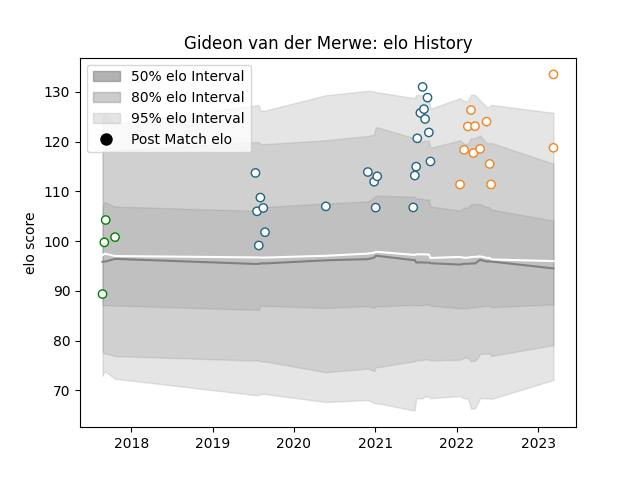 Gideon van der Merwe: elo History
50% elo Interval
80% elo Interval
95% elo Interval
Post Match elo
elo score
130
120
110
100
90
80
70
2018
2019
2020
2021
2022
2023